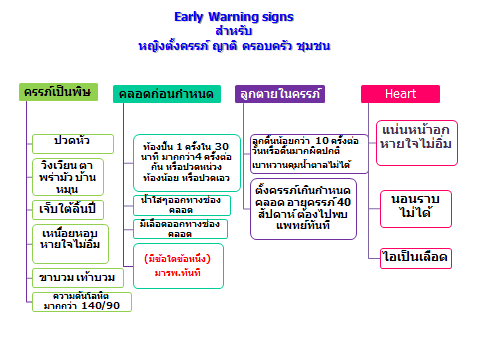 Early Warning signs
สำหรับ
หญิงตั้งครรภ์ ญาติ ครอบครัว ชุมชน
ครรภ์เป็นพิษ
ปวดหัว
วิงเวียน ตา
พร่ามัว บ้าน
หมุน
เจ็บใต้ลิ้นปี่
เหนื่อยหอบ
หายใจไม่อิ่ม
ขาบวม เท้าบวม
ความดันโลหิต
มากกว่า 140/90
คลอดก่อนกำหนด
ท้องปั้น 1 ครั้งใน 30
นาที มากกว่า4 ครั้งต่อ
กัน หรือปวดหน่วง
ท้องน้อย หรือปวดเอว
น้ำใสๆออกทางช่อง
คลอด
มีเลือดออกทางช่อง
คลอด
(มีข้อใดข้อหนึ่ง)
มารพ.ทันที
ลูกตายในครรภ์
ลูกดิ้นน้อยกว่า 10 ครั้งต่อ
วันหรือดิ้นมากผิดปกติ
เบาหวานคุมน้ำตาลไม่ได้
ตั้งครรภ์เกินกำหนด
คลอด อายุครรภ์ 40
สัปดาห์ ต้องไปพบ
แพทย์ทันที
Heart
แน่นหน้าอก
หายใจไม่อิ่ม
นอนราบ
ไม่ได้
ไอเป็นเลือด